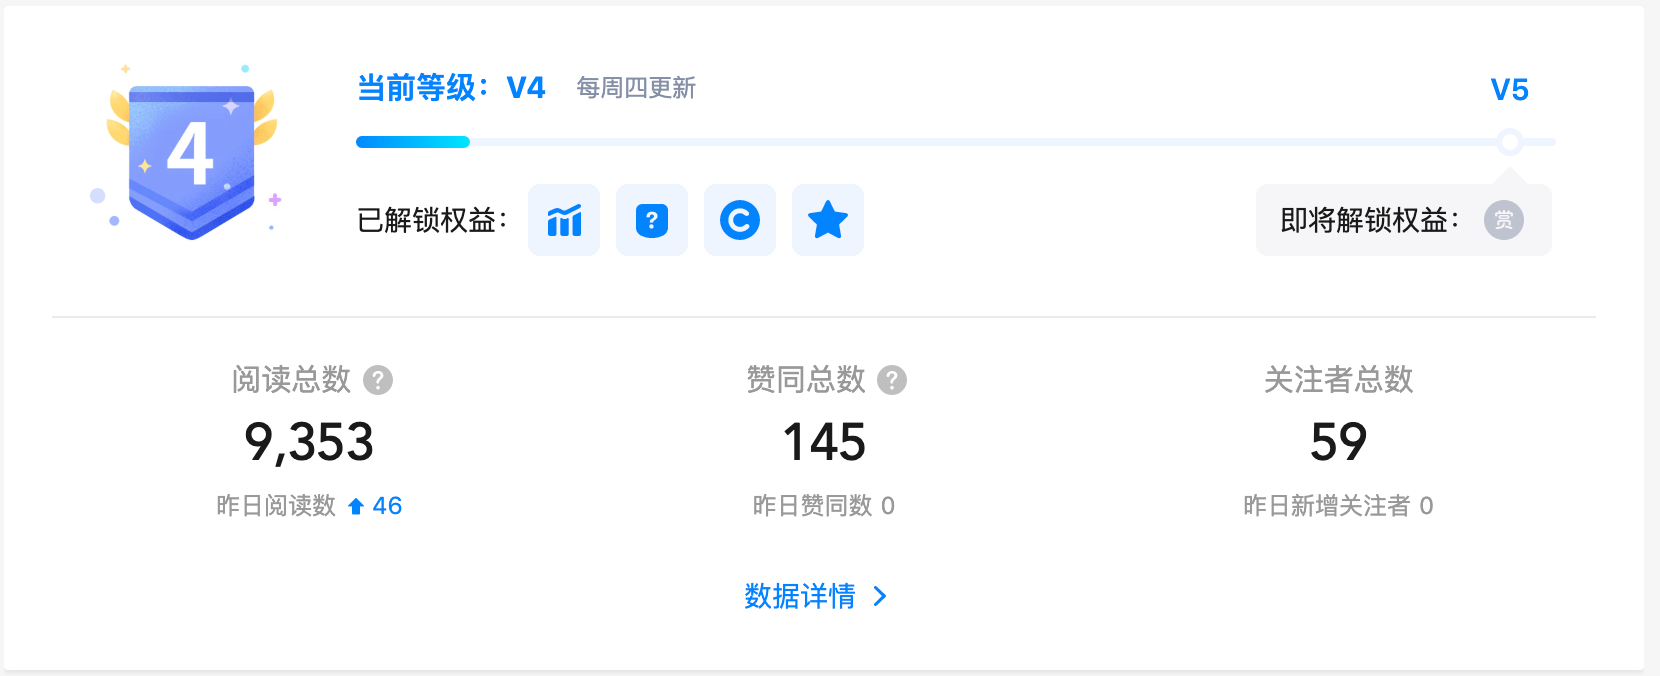 4
当前等级：V4 每周四更新 V5
已解锁权益： ? C 即将解锁权益： 赏
阅读总数 ? 赞同总数 ? 关注者总数
9,353 145 59
昨日阅读数 46 昨日赞同数 0 昨日新增关注者 0
数据详情